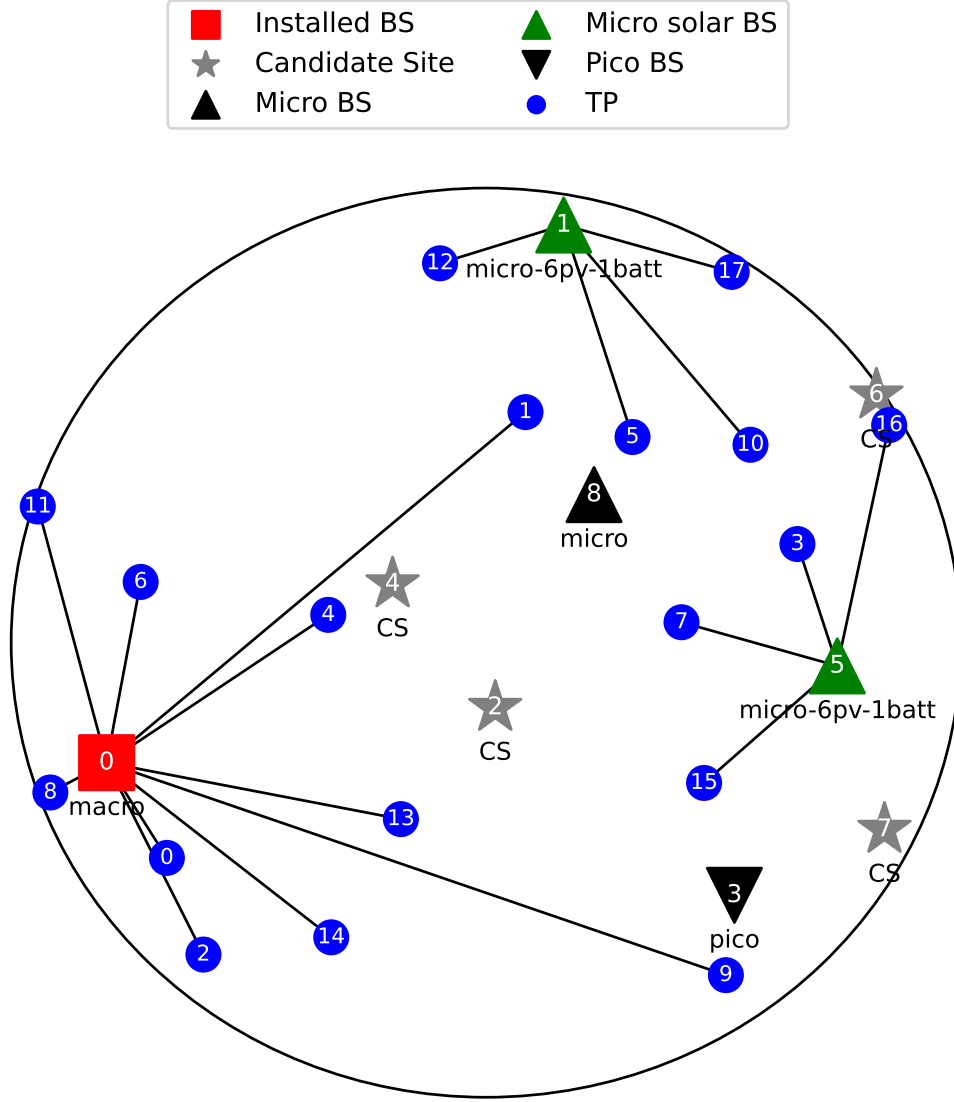 Installed BS
Candidate Site
Micro BS
Micro solar BS
Pico BS
TP
1
12
micro-6pv-1batt
17
6
1
16
5
10
CS
8
11
micro
3
6
4
4
7
CS
5
2
micro-6pv-1batt
CS
0
15
8
macro
13
7
0
CS
3
14
pico
2
9